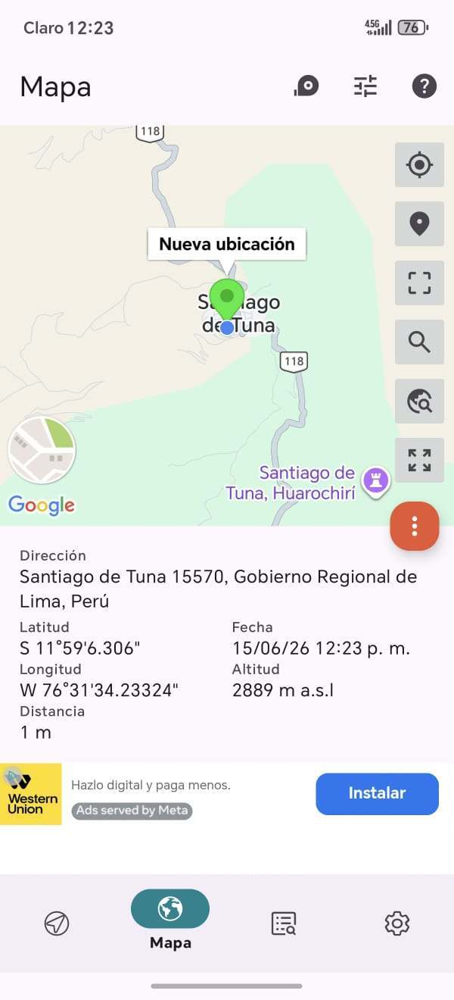 Claro 12:23
4.5G
76
Mapa
?
118
Nueva ubicación
Santiago
de Tuna
118
Santiago de
Tuna, Huarochirí
Google
Dirección
Santiago de Tuna 15570, Gobierno Regional de
Lima, Perú
Latitud
Fecha
S 11°59'6.306"
15/06/26 12:23 p. m.
Longitud
Altitud
W 76°31'34.23324"
2889 m a.s.l
Distancia
1 m
Western
Union
Hazlo digital y paga menos.
Ads served by Meta
Instalar
Mapa